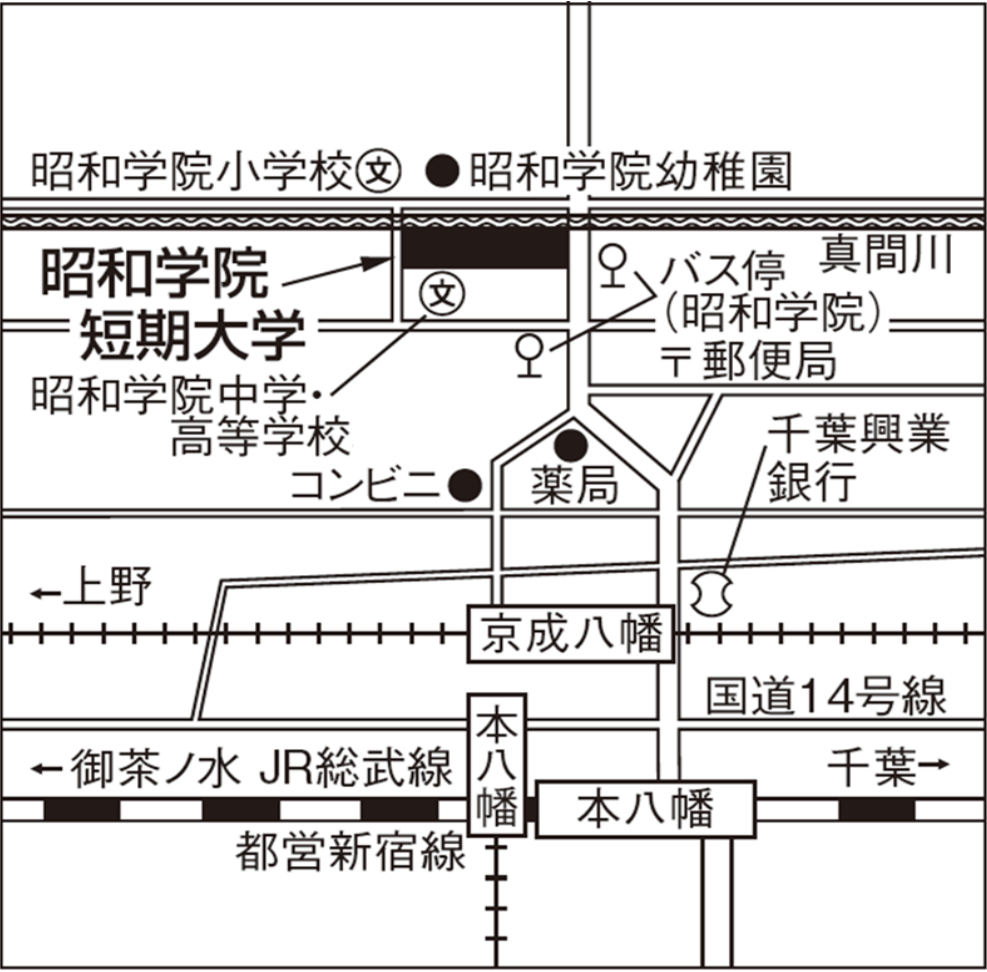 昭和学院小学校㊫ ●昭和学院幼稚園
昭和学院
短期大学
文
バス停
（昭和学院）
真間川
〒郵便局
昭和学院中学・
高等学校
コンビニ
薬局
千葉興業
銀行
←上野
京成八幡
国道14号線
本八幡
←御茶ノ水 JR総武線
千葉→
本八幡
都営新宿線